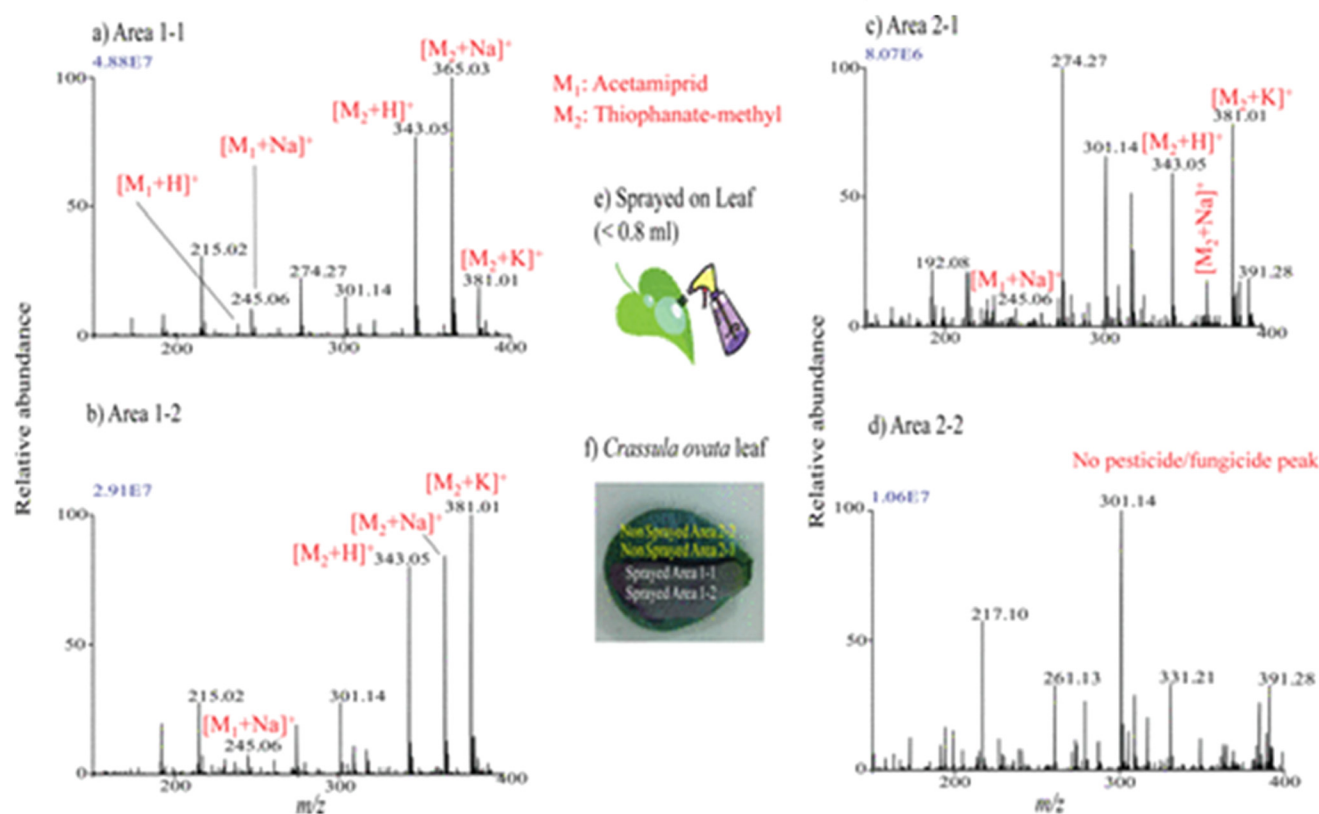 a) Area 1-1
4.88E7
[M₂+Na]⁺
365.03
100
[M₂+H]⁺
343.05
[M₁+Na]⁺
[M₁+H]⁺
50
215.02
274.27
245.06
301.14
[M₂+K]⁺
381.01
0
200
300
400
M₁: Acetamiprid
M₂: Thiophanate-methyl
e) Sprayed on Leaf
(< 0.8 ml)
c) Area 2-1
8.07E6
100
274.27
[M₂+K]⁺
381.01
301.14
[M₂+H]⁺
343.05
50
[M₂+Na]⁺
192.08
[M₁+Na]⁺
245.06
391.28
0
200
300
400
Relative abundance
Relative abundance
b) Area 1-2
2.91E7
[M₂+K]⁺
381.01
100
[M₂+Na]⁺
[M₂+H]⁺
343.05
50
215.02
301.14
[M₁+Na]⁺
245.06
0
200
300
400
m/z
f) Crassula ovata leaf
Non Sprayed Area 2-2
Non Sprayed Area 2-1
Sprayed Area 1-1
Sprayed Area 1-2
d) Area 2-2
No pesticide/fungicide peak
1.06E7
100
301.14
217.10
50
261.13
331.21
391.28
0
200
300
400
m/z